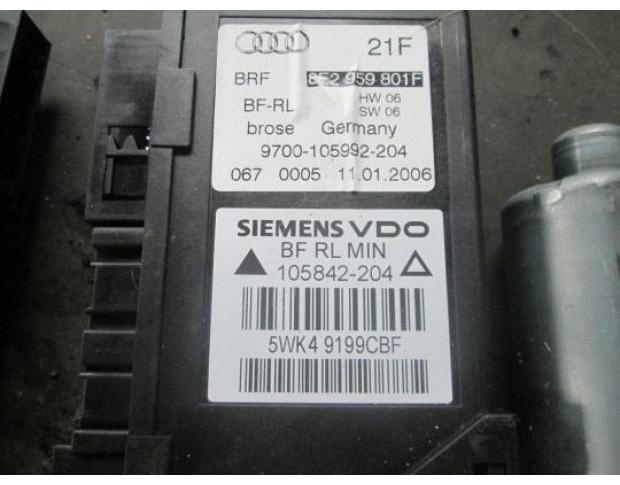 21F
BRF 8E2 959 801F
BF-RL HW 06
SW 06
brose Germany
9700-105992-204
067 0005 11.01.2006
SIEMENS VDO
BF RL MIN
105842-204
5WK4 9199CBF